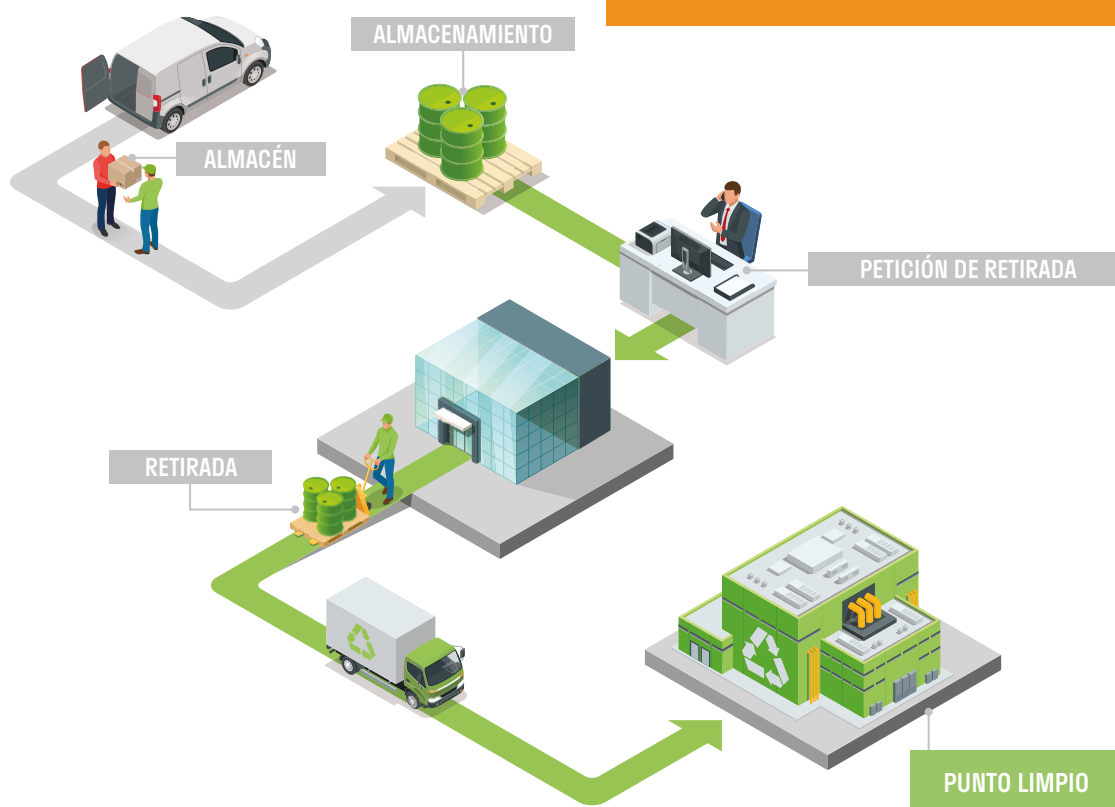 ALMACENAMIENTO
ALMACÉN
PETICIÓN DE RETIRADA
RETIRADA
PUNTO LIMPIO